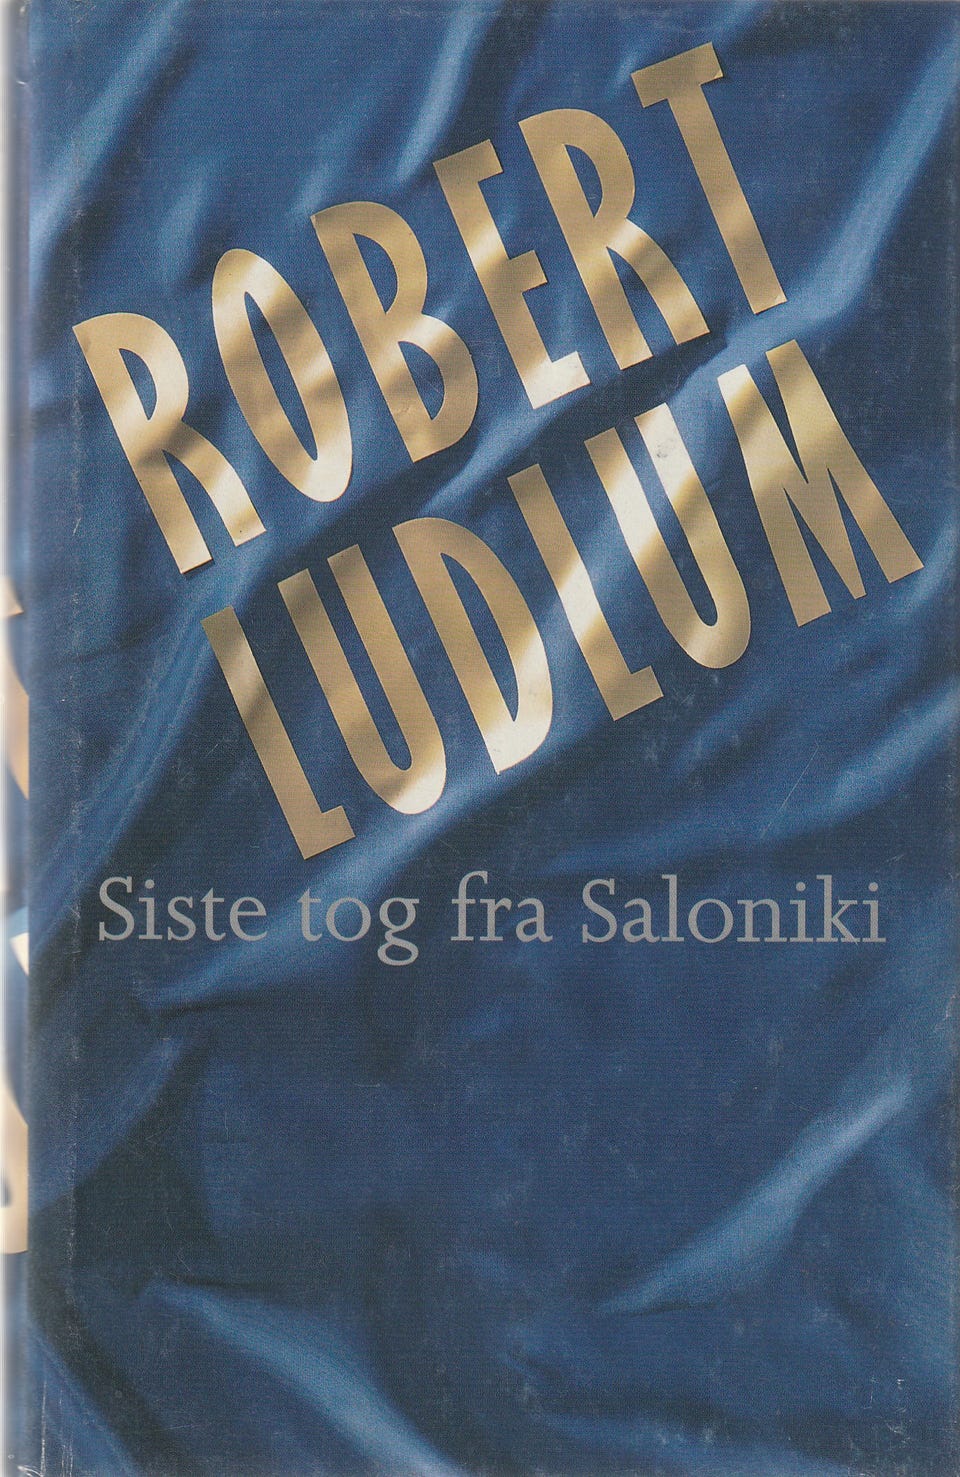 ROBERT
LUDLUM
Siste tog fra Saloniki